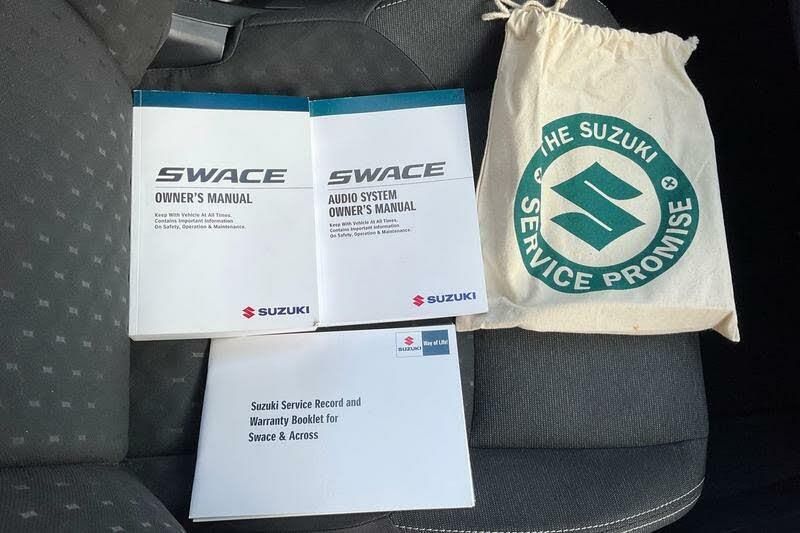 SWACE
OWNER'S MANUAL
Keep With Vehicle At All Times.
Contains Important Information
On Safety, Operation & Maintenance.
SUZUKI
SWACE
AUDIO SYSTEM
OWNER'S MANUAL
Keep With Vehicle At All Times.
Contains Important Information
On Safety, Operation & Maintenance.
SUZUKI
THE SUZUKI
SERVICE PROMISE
SUZUKI
Way of Life!
Suzuki Service Record and
Warranty Booklet for
Swace & Across